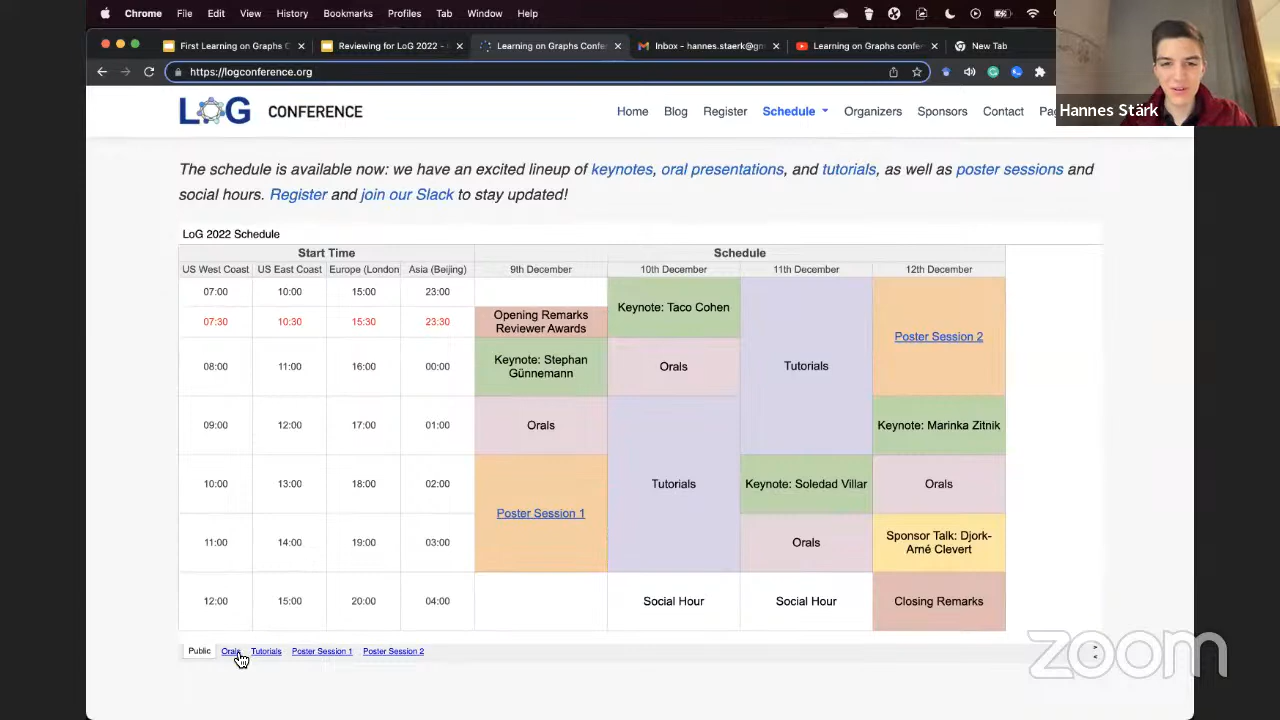 Chrome File Edit View History Bookmarks Profiles Tab Window Help
First Learning on Graphs C Reviewing for LoG 2022 - Learning on Graphs Confe Inbox - hannes.staerk@gm Learning on Graphs confer New Tab
https://logconference.org
LoG CONFERENCE Home Blog Register Schedule Organizers Sponsors Contact
Hannes Stärk
The schedule is available now: we have an excited lineup of keynotes, oral presentations, and tutorials, as well as poster sessions and
social hours. Register and join our Slack to stay updated!
LoG 2022 Schedule
Start Time Schedule
US West Coast US East Coast Europe (London Asia (Beijing) 9th December 10th December 11th December 12th December
07:00 10:00 15:00 23:00
Keynote: Taco Cohen
07:30 10:30 15:30 23:30
Opening Remarks
Reviewer Awards
Poster Session 2
08:00 11:00 16:00 00:00
Keynote: Stephan
Günnemann
Orals Tutorials
09:00 12:00 17:00 01:00 Orals Keynote: Marinka Zitnik
10:00 13:00 18:00 02:00 Tutorials Keynote: Soledad Villar Orals
Poster Session 1
11:00 14:00 19:00 03:00 Orals
Sponsor Talk: Djork-
Arné Clevert
12:00 15:00 20:00 04:00 Social Hour Social Hour Closing Remarks
Public Orals Tutorials Poster Session 1 Poster Session 2
zoom